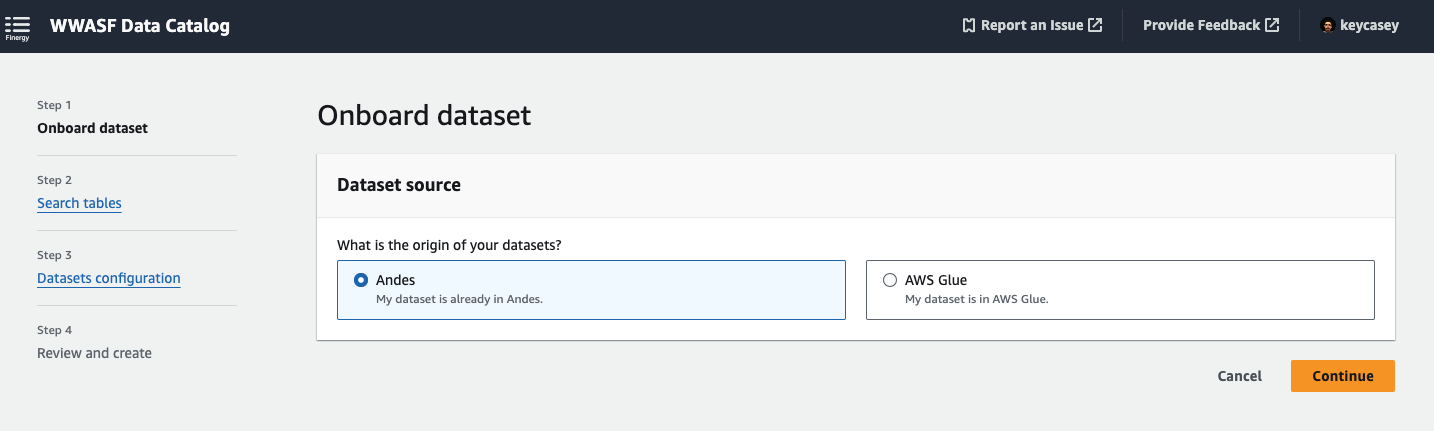 Finergy
WWASF Data Catalog
Report an Issue
Provide Feedback
keycasey
Step 1
Onboard dataset
Step 2
Search tables
Step 3
Datasets configuration
Step 4
Review and create
Onboard dataset
Dataset source
What is the origin of your datasets?
Andes
My dataset is already in Andes.
AWS Glue
My dataset is in AWS Glue.
Cancel
Continue